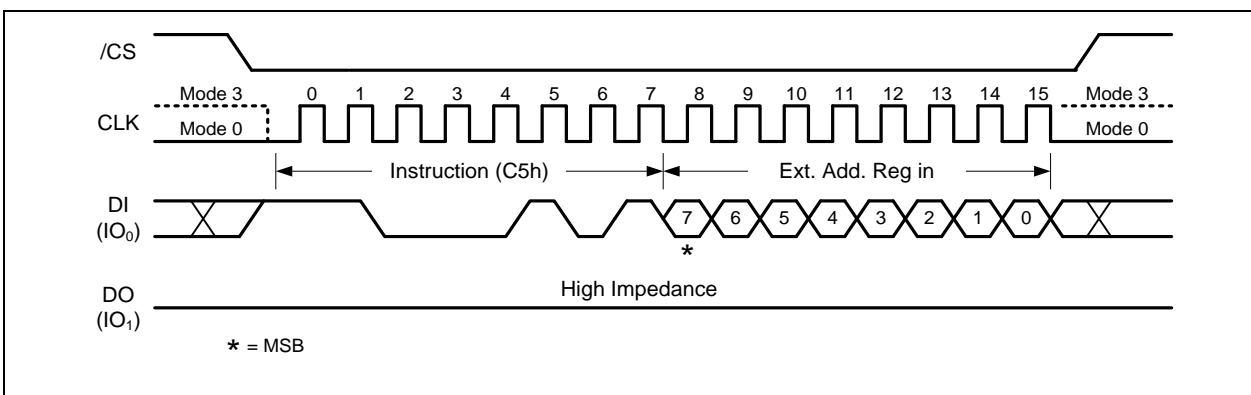 /CS
Mode 3 0 1 2 3 4 5 6 7 8 9 10 11 12 13 14 15 Mode 3
CLK
Mode 0 Mode 0
Instruction (C5h) Ext. Add. Reg in
DI
(IO₀)
7 6 5 4 3 2 1 0
*
High Impedance
DO
(IO₁)
* = MSB